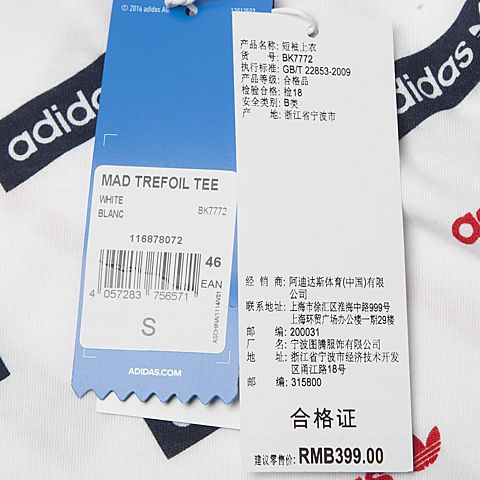 © 2016 adidas
adidas
adidas
MAD TREFOIL TEE
WHITE
BLANC
BK7772
116878072
46
EAN
4 057283 756571
S
ASCHINA1114V01
ADIDAS.COM
产品名称: 短袖上衣
货 号: BK7772
执行标准: GB/T 22853-2009
产品等级: 合格品
检验合格: 检18
安全类别: B类
产 地: 浙江省宁波市
经 销 商: 阿迪达斯体育(中国)有限
公司
联系地址: 上海市徐汇区淮海中路999号
上海环贸广场办公楼一期29楼
邮 编: 200031
厂 名: 宁波图腾服饰有限公司
地 址: 浙江省宁波市经济技术开发
区甬江路18号
邮 编: 315800
合格证
建议零售价: RMB399.00